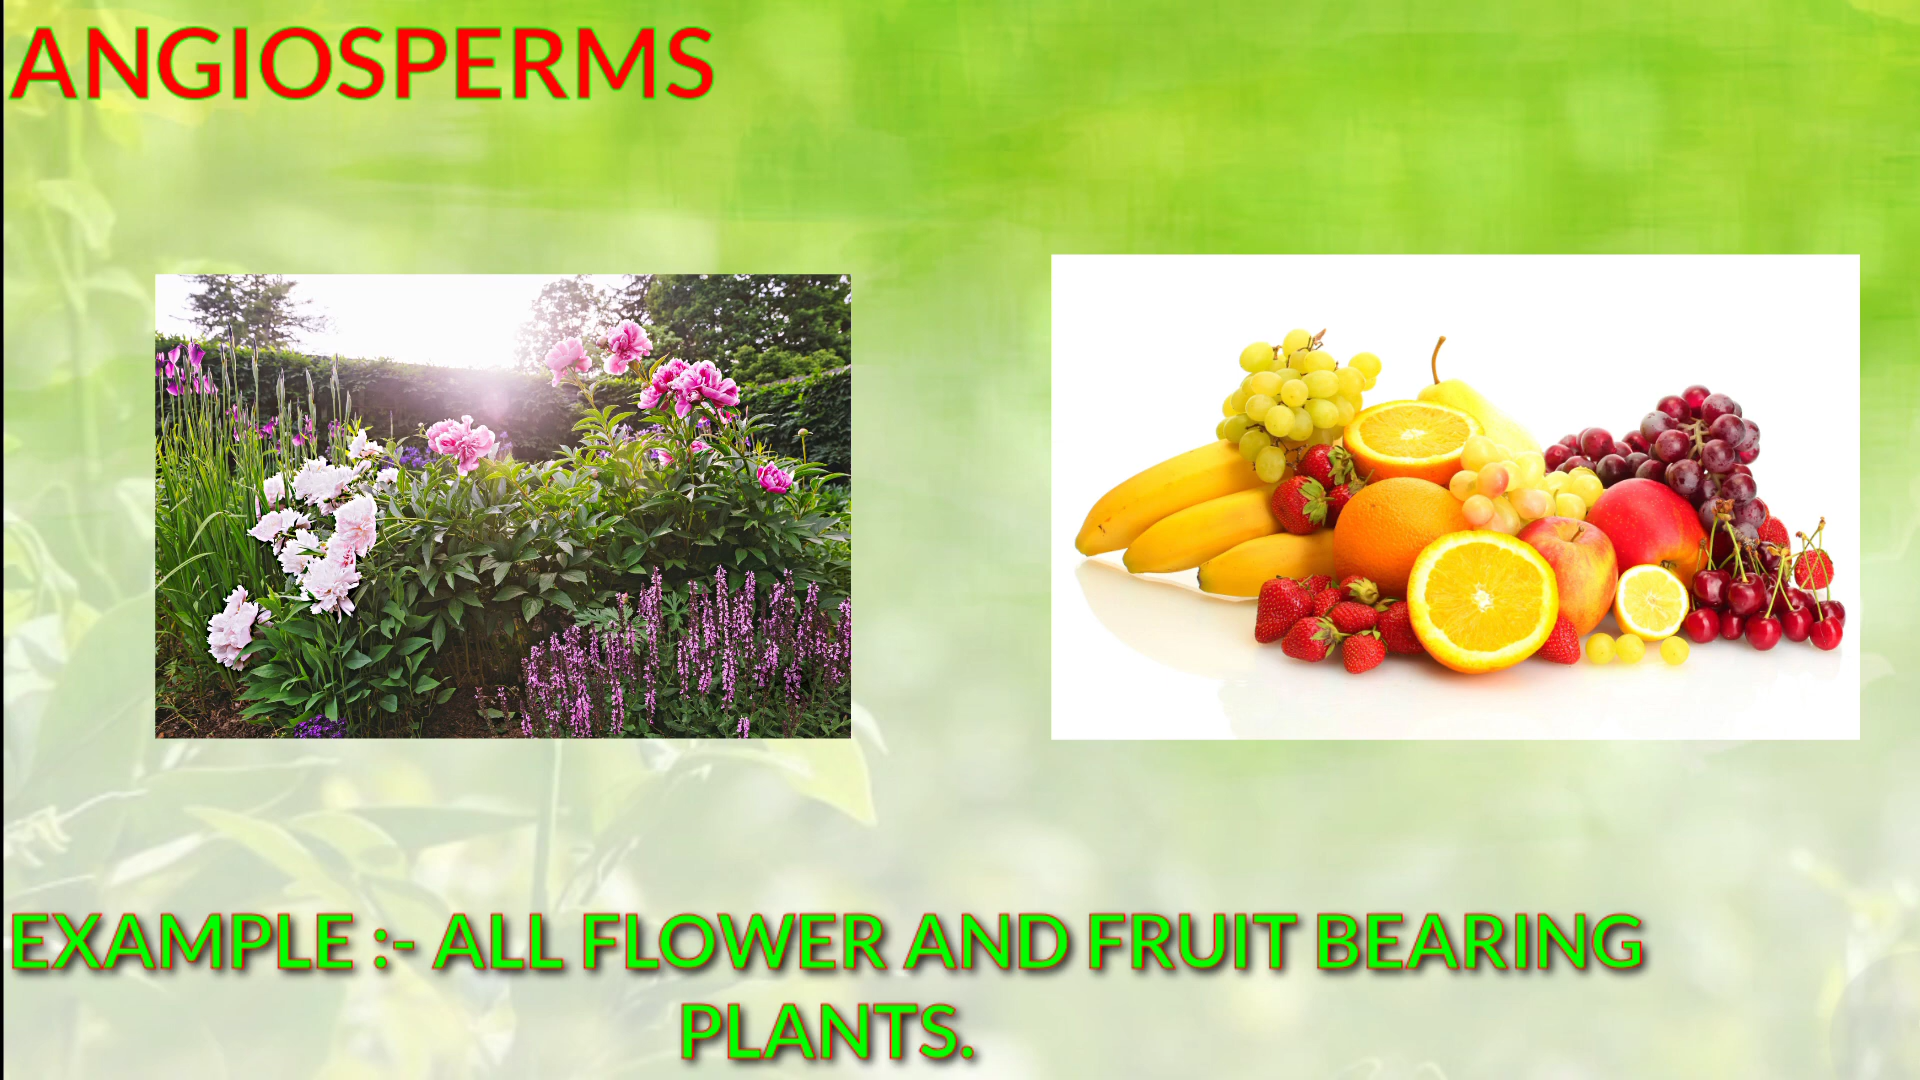 ANGIOSPERMS
EXAMPLE :- ALL FLOWER AND FRUIT BEARING
PLANTS.